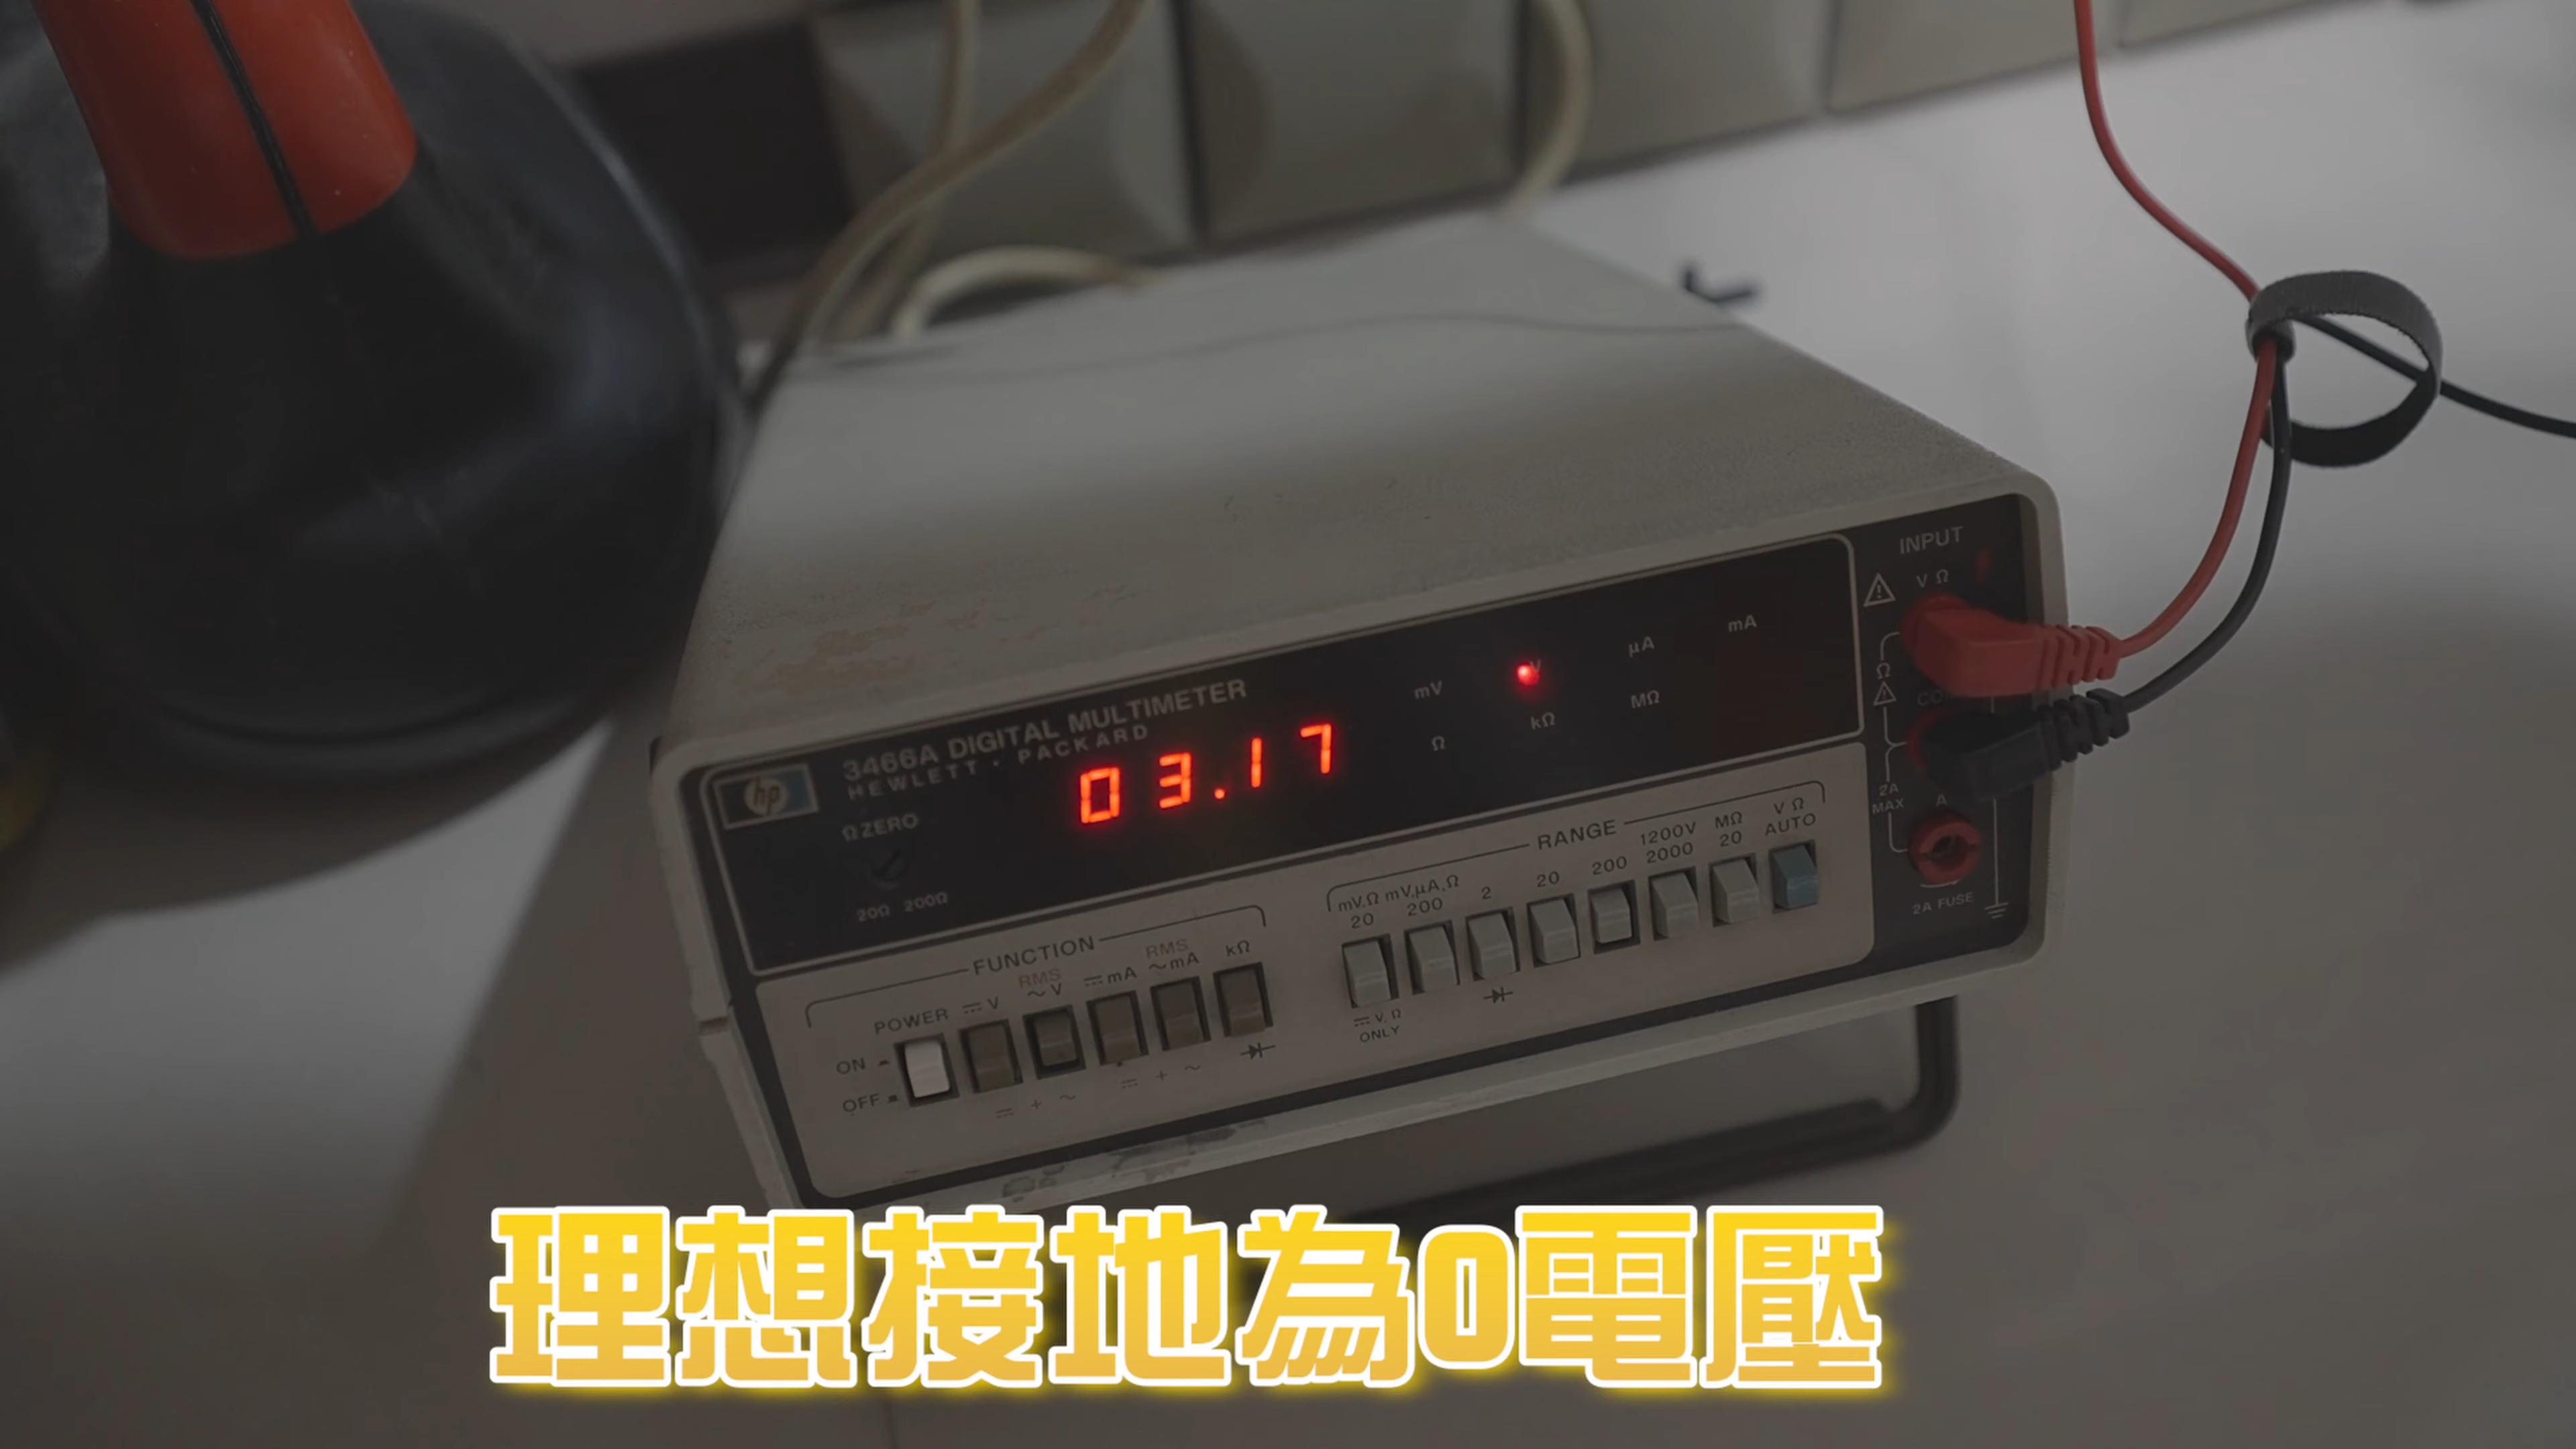 INPUT
V Ω
mA
μA
mV
V
MΩ
kΩ
Ω
Ω
hp
3466A DIGITAL MULTIMETER
HEWLETT · PACKARD
03.17
2A
MAX
A
2A FUSE
Ω ZERO
20Ω 200Ω
RANGE
mV,Ω
20
mV,μA,Ω
200
2
20
200
1200V
2000
MΩ
20
V Ω
AUTO
V, Ω
ONLY
FUNCTION
POWER
V
RMS
~V
mA
RMS
~mA
kΩ
ON
OFF
+ ~
+ ~
理想接地為0電壓